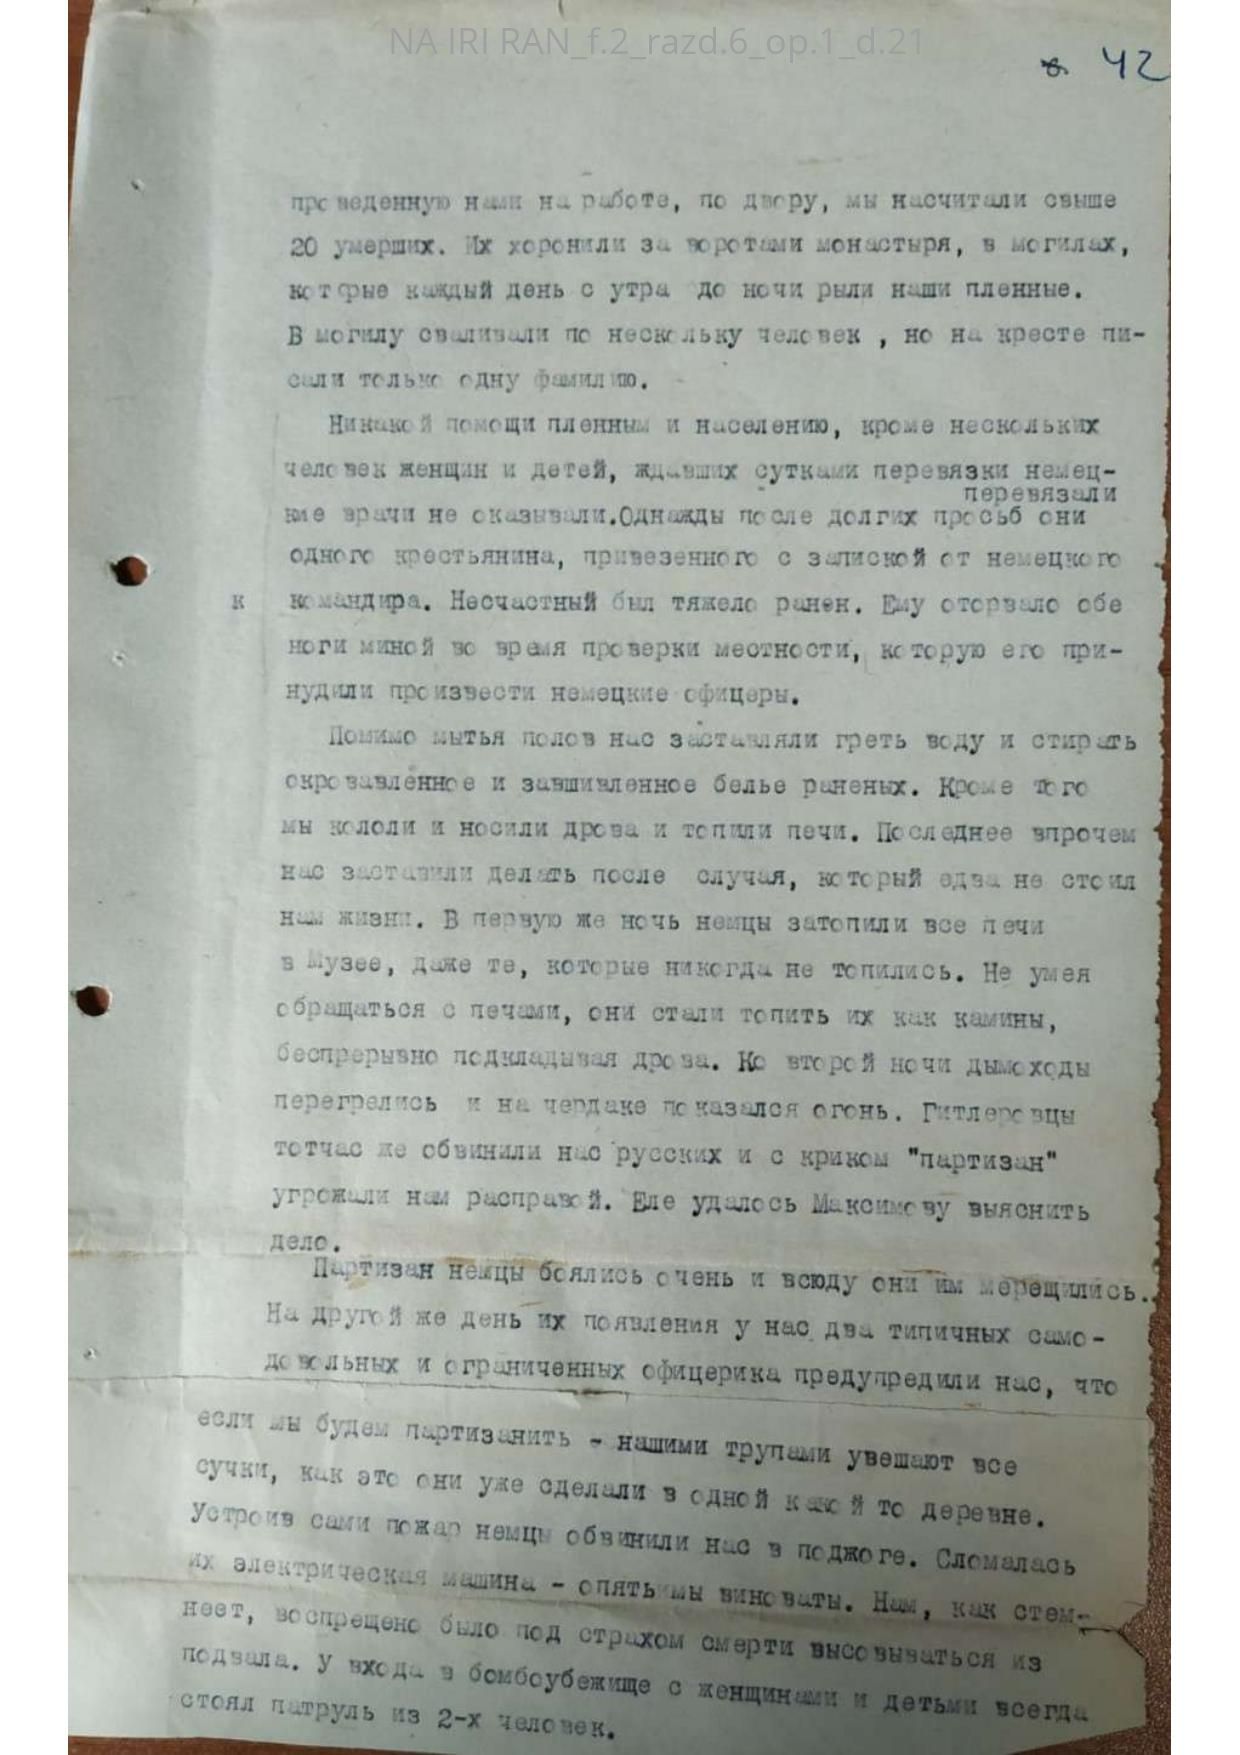 NA IRI RAN_f.2_razd.6_op.1_d.21
42
проведенную нами на работе, по двору, мы насчитали свыше
20 умерших. Их хоронили за воротами монастыря, в могилах,
которые каждый день с утра до ночи рыли наши пленные.
В могилу сваливали по нескольку человек , но на кресте пи-
сали только одну фамилию.
Никакой помощи пленным и населению, кроме нескольких
человек женщин и детей, ждавших сутками перевязки немец-
перевязали
кие врачи не оказывали.Однажды после долгих просьб они
одного крестьянина, привезенного с запиской от немецкого
к командира. Несчастный был тяжело ранен. Ему оторвало обе
ноги миной во время проверки местности, которую его при-
нудили произвести немецкие офицеры.
Помимо мытья полов нас заставляли греть воду и стирать
окровавленное и завшивленное белье раненых. Кроме того
мы кололи и носили дрова и топили печи. Последнее впрочем
нас заставили делать после случая, который едва не стоил
нам жизни. В первую же ночь немцы затопили все печи
в Музее, даже те, которые никогда не топились. Не умея
обращаться с печами, они стали топить их как камины,
беспрерывно подкладывая дрова. Ко второй ночи дымоходы
перегрелись и на чердаке показался огонь. Гитлеровцы
тотчас же обвинили нас русских и с криком "партизан"
угрожали нам расправой. Еле удалось Максимову выяснить
дело.
Партизан немцы боялись очень и всюду они им мерещились.
На другой же день их появления у нас два типичных само-
довольных и ограниченных офицерика предупредили нас, что
если мы будем партизанить - нашими трупами увешают все
сучки, как это они уже сделали в одной какой то деревне.
Устроив сами пожар немцы обвинили нас в поджоге. Сломалась
их электрическая машина - опять мы виноваты. Нам, как стем-
неет, воспрещено было под страхом смерти высовываться из
подвала. У входа в бомбоубежище с женщинами и детьми всегда
стоял патруль из 2-х человек.